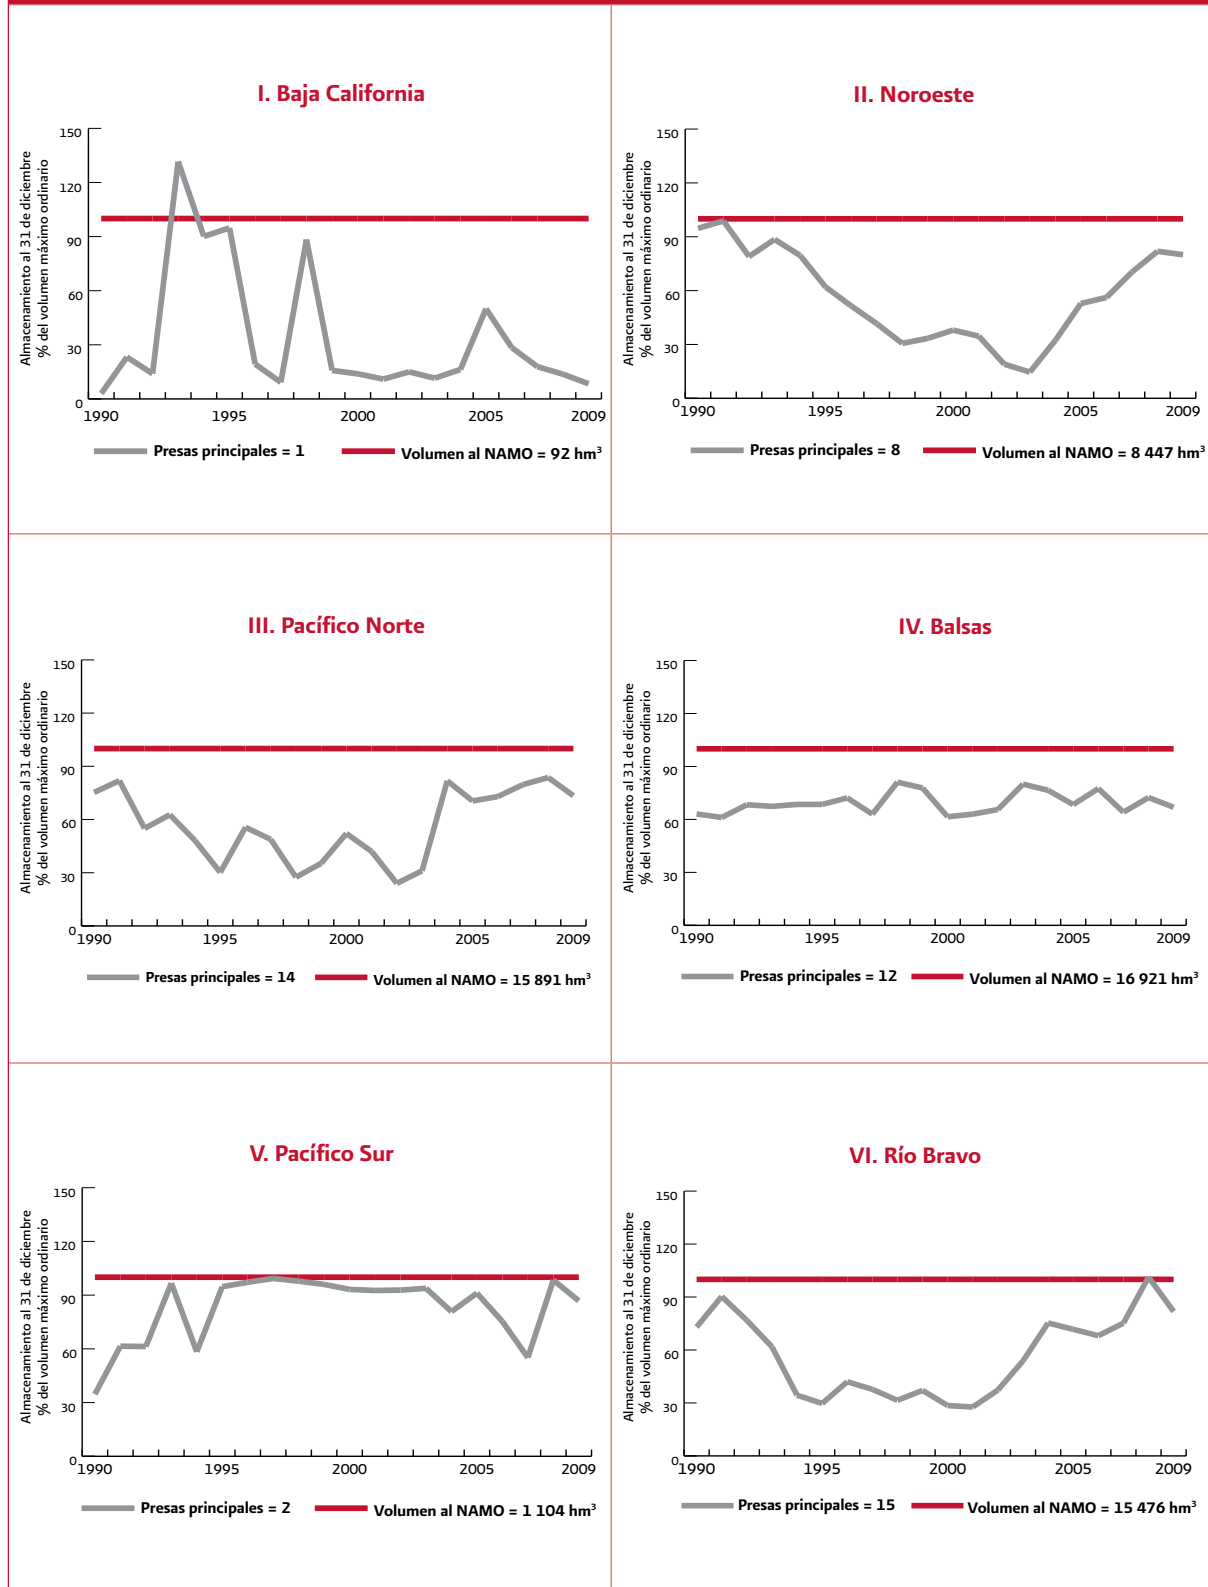 I. Baja California
Almacenamiento al 31 de diciembre
% del volumen máximo ordinario
150
120
90
60
30
0
1990 1995 2000 2005 2009
Presas principales = 1 Volumen al NAMO = 92 hm³
II. Noroeste
Almacenamiento al 31 de diciembre
% del volumen máximo ordinario
150
120
90
60
30
0
1990 1995 2000 2005 2009
Presas principales = 8 Volumen al NAMO = 8 447 hm³
III. Pacífico Norte
Almacenamiento al 31 de diciembre
% del volumen máximo ordinario
150
120
90
60
30
0
1990 1995 2000 2005 2009
Presas principales = 14 Volumen al NAMO = 15 891 hm³
IV. Balsas
Almacenamiento al 31 de diciembre
% del volumen máximo ordinario
150
120
90
60
30
0
1990 1995 2000 2005 2009
Presas principales = 12 Volumen al NAMO = 16 921 hm³
V. Pacífico Sur
Almacenamiento al 31 de diciembre
% del volumen máximo ordinario
150
120
90
60
30
0
1990 1995 2000 2005 2009
Presas principales = 2 Volumen al NAMO = 1 104 hm³
VI. Río Bravo
Almacenamiento al 31 de diciembre
% del volumen máximo ordinario
150
120
90
60
30
0
1990 1995 2000 2005 2009
Presas principales = 15 Volumen al NAMO = 15 476 hm³